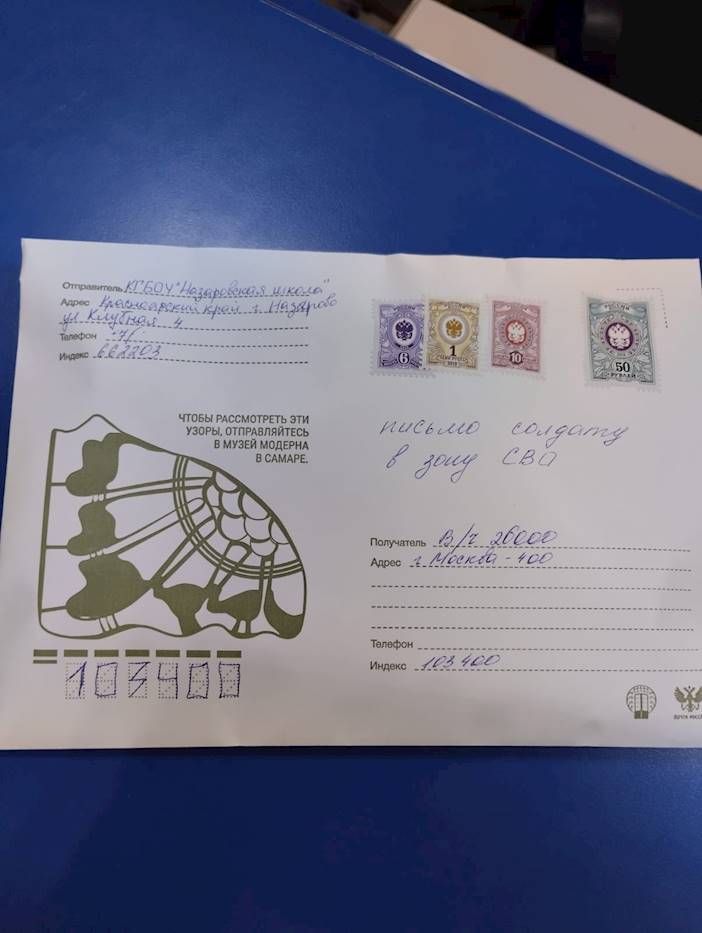 Отправитель КГБОУ "Назаровская школа"
Адрес Красноярский край г. Назарово
ул. Клубная 4
Телефон
Индекс 662203
РОССИЯ
6
1
10
50
РУБЛЕЙ
ЧТОБЫ РАССМОТРЕТЬ ЭТИ
УЗОРЫ, ОТПРАВЛЯЙТЕСЬ
В МУЗЕЙ МОДЕРНА
В САМАРЕ.
письмо солдату
в зону СВО
Получатель В/ч 26000
Адрес г Москва-400
Телефон
Индекс 103400
103400
ПОЧТА РОССИИ